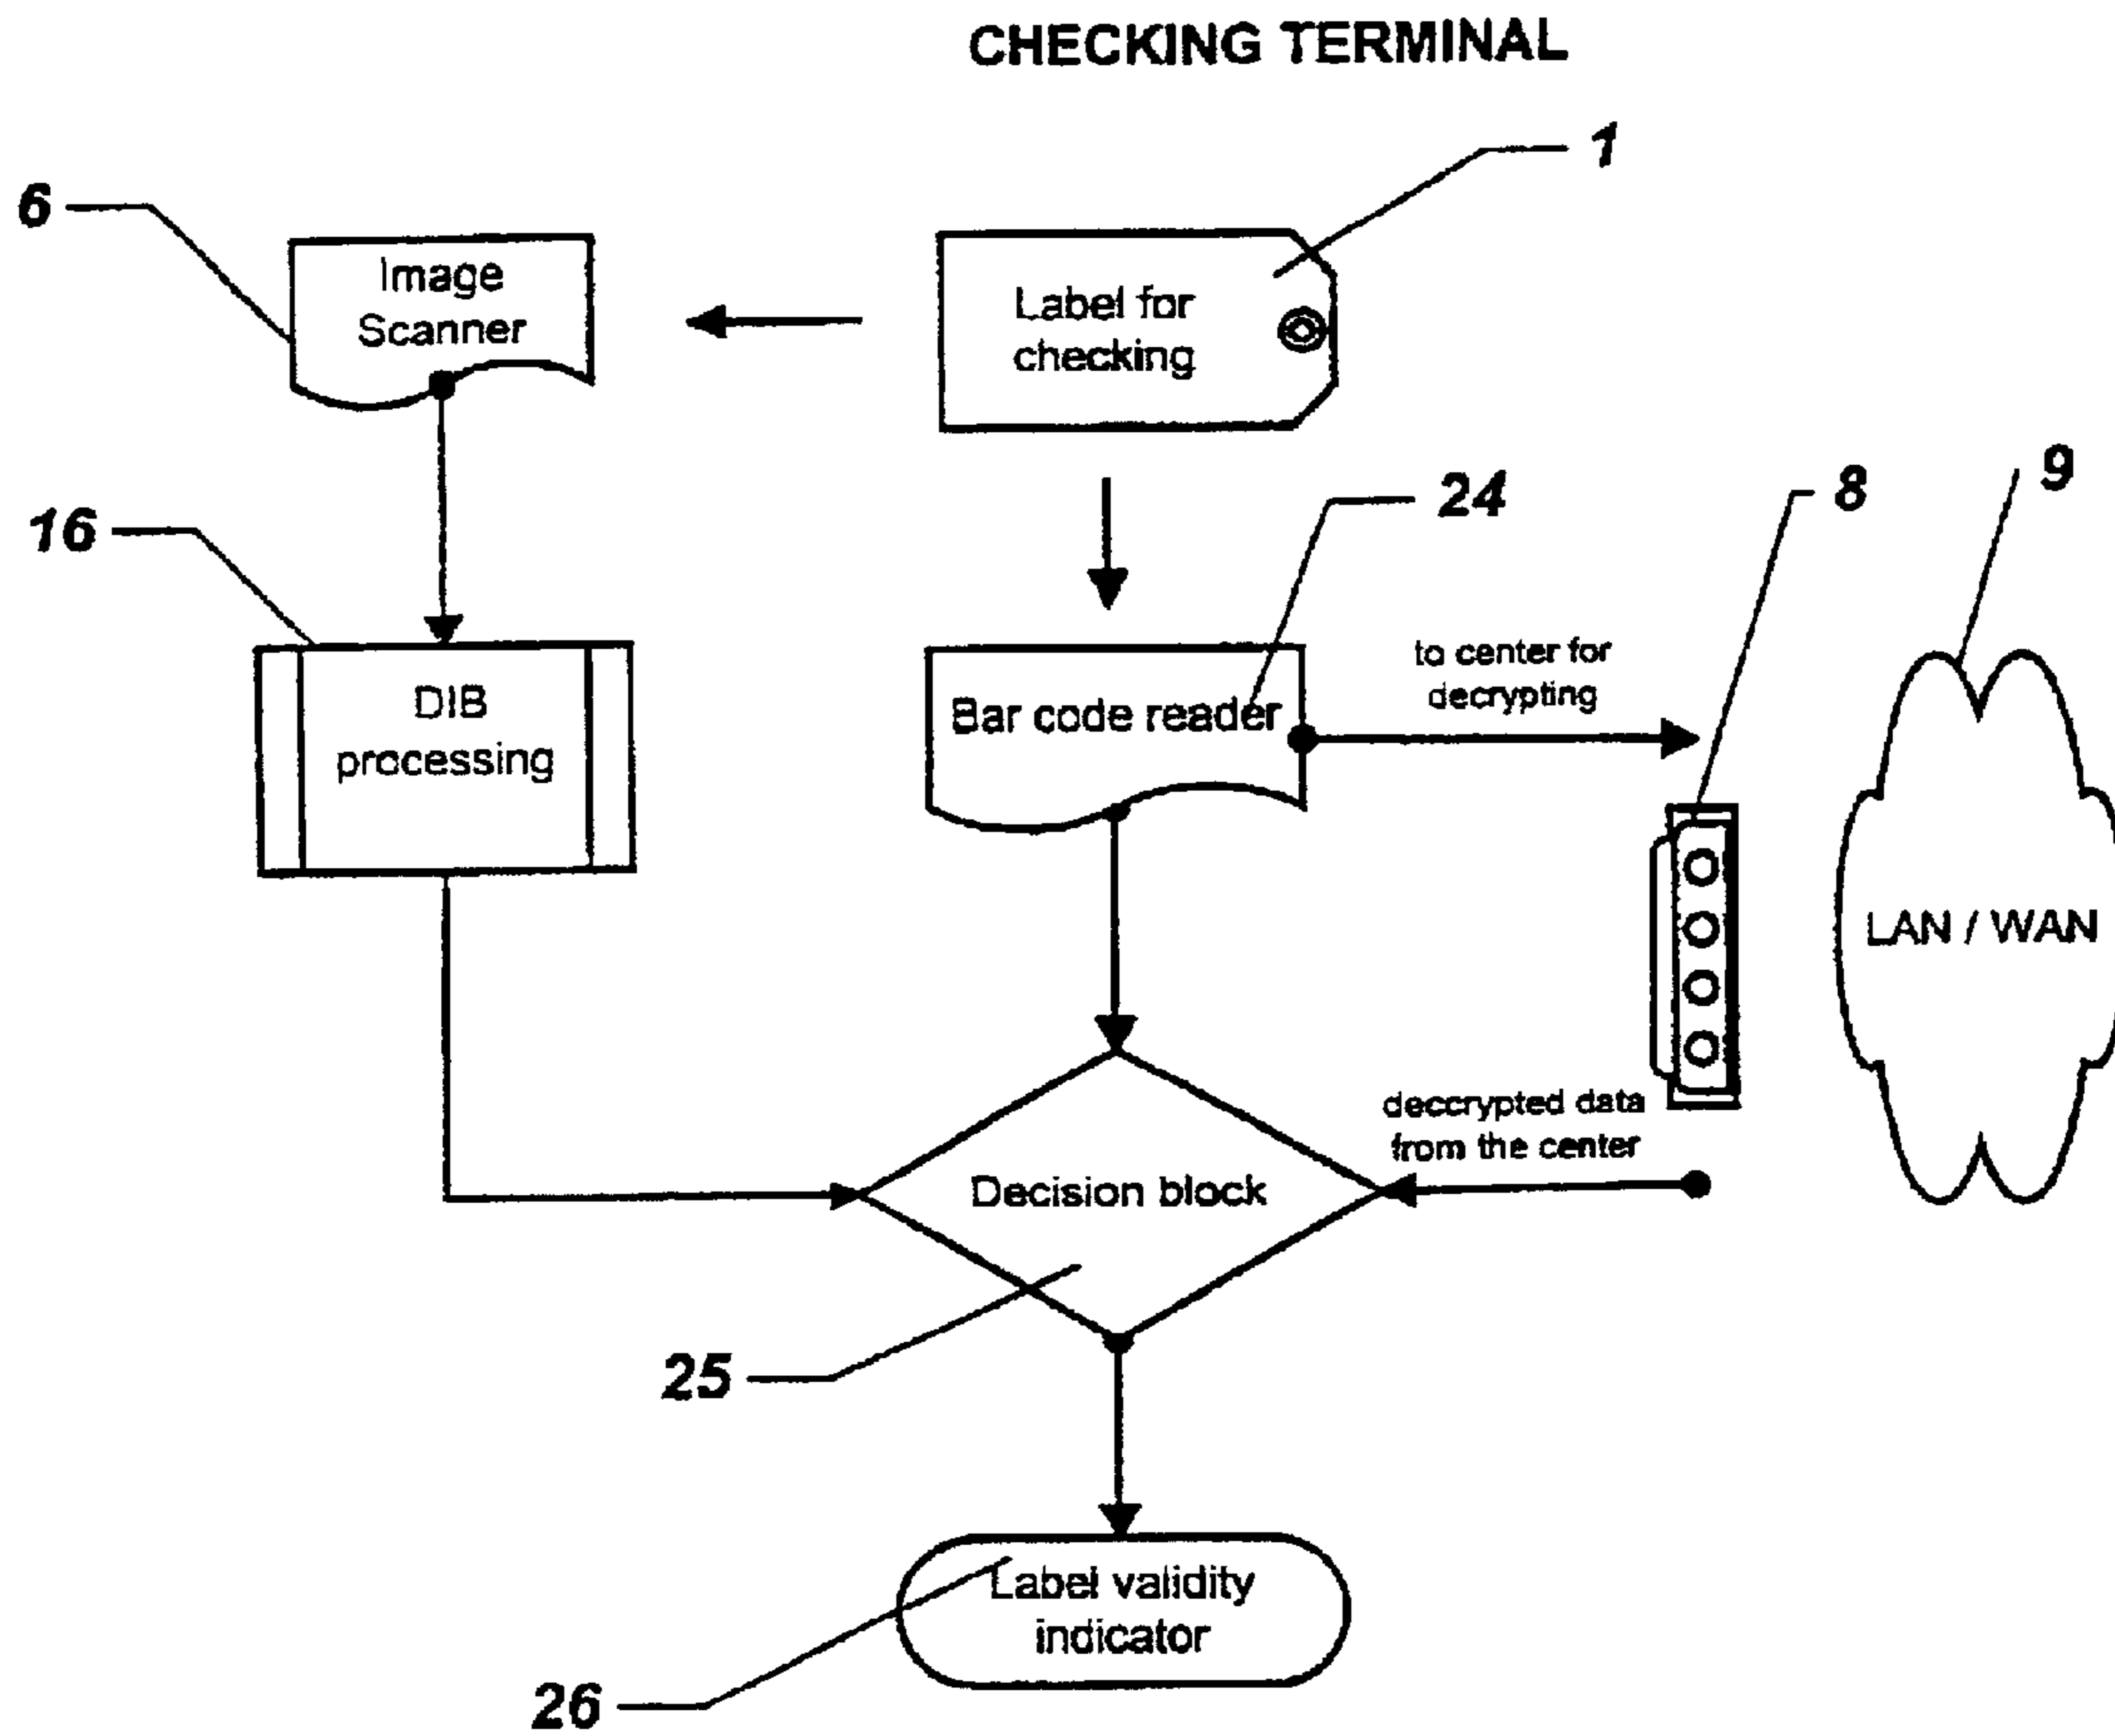 CHECKING TERMINAL
1
6
Image
Scanner
Label for
checking
9
8
24
16
to center for
decrypting
DIB
processing
Bar code reader
LAN / WAN
deccrypted data
from the center
Decision block
25
Label validity
indicator
26